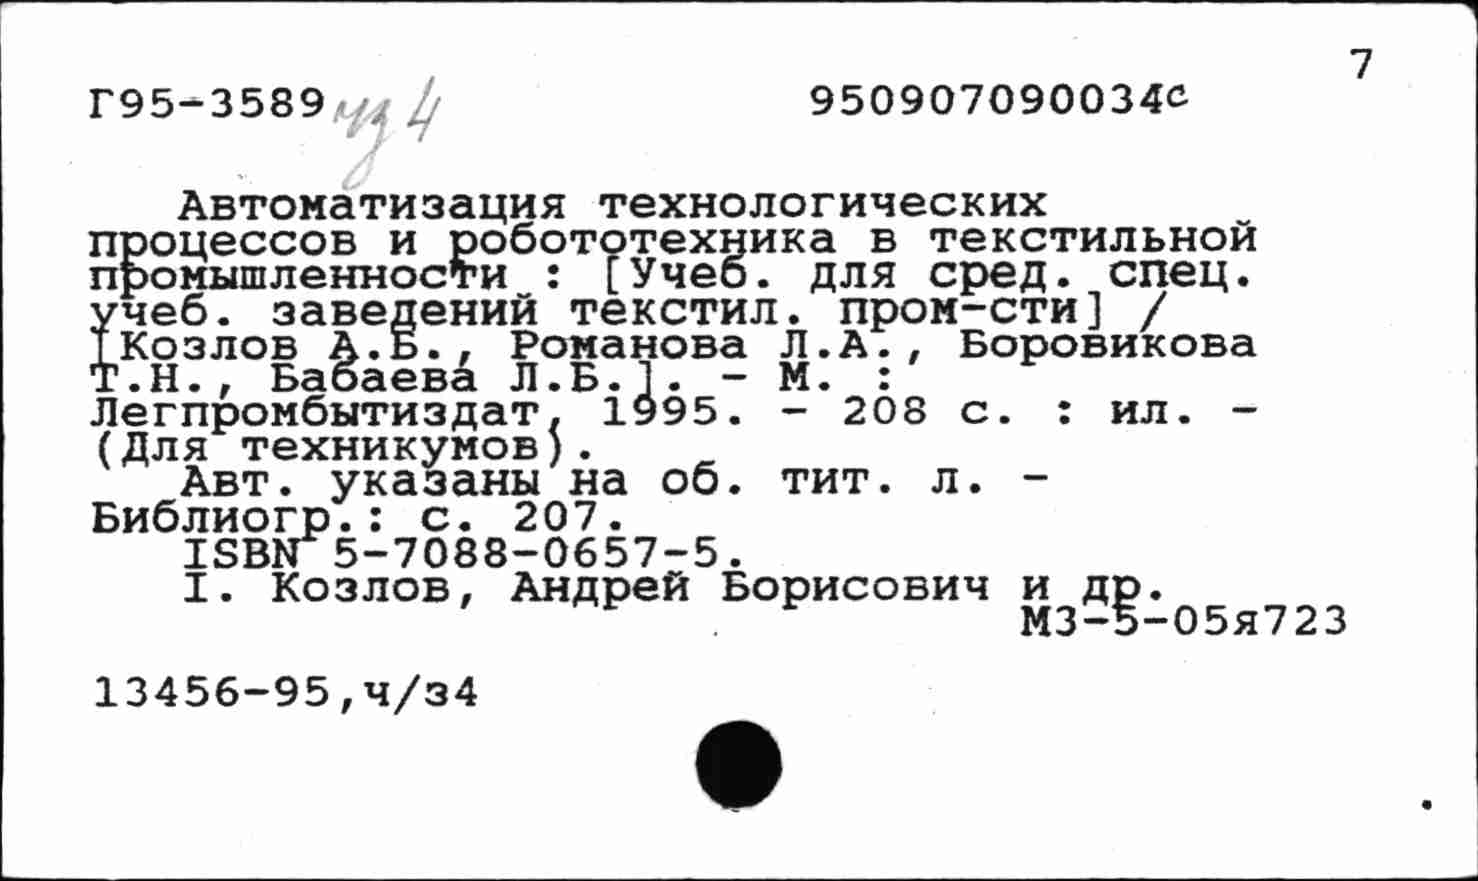 7
Г95-3589 чз 4 950907090034с
Автоматизация технологических
процессов и робототехника в текстильной
промышленности : [Учеб. для сред. спец.
учеб. заведений текстил. пром-сти] /
[Козлов А.Б., Романова Л.А., Боровикова
Т.Н., Бабаева Л.Б.]. - М. :
Легпромбытиздат, 1995. - 208 с. : ил. -
(Для техникумов).
Авт. указаны на об. тит. л. -
Библиогр.: с. 207.
ISBN 5-7088-0657-5.
I. Козлов, Андрей Борисович и др.
М3-5-05я723
13456-95,ч/з4